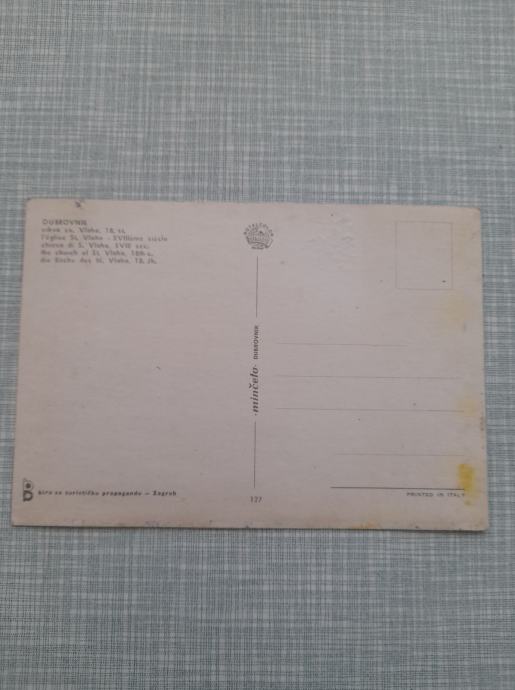 DUBROVNIK
crkva sv. Vlaha, 18. st.
l'église St. Vlaho - XVIIIème siècle
chiesa di S. Vlaho, XVIII sec.
the church of St. Vlaho, 18th c.
die Kirche des hl. Vlaho, 18. Jh.
·minčeta· DUBROVNIK
biro za turističku propagandu — Zagreb
127
PRINTED IN ITALY